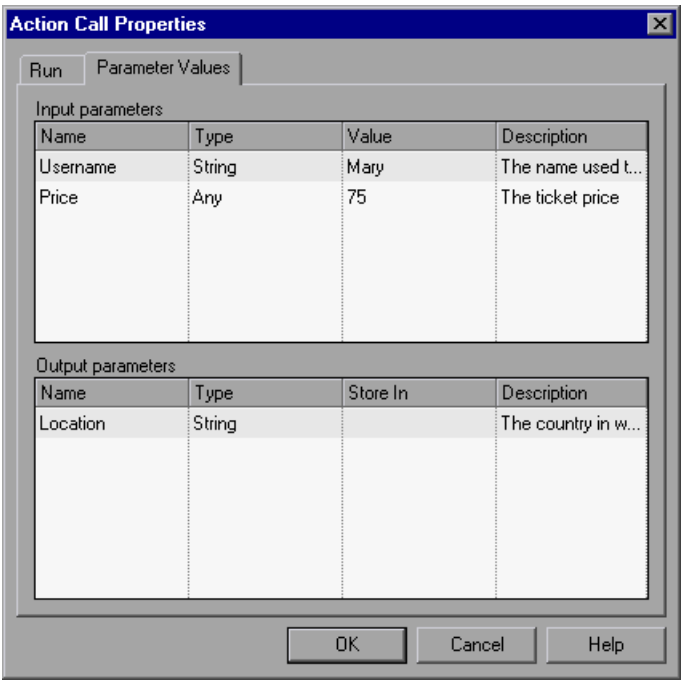 Action Call Properties
Run Parameter Values
Input parameters
Name Type Value Description
Username String Mary The name used t...
Price Any 75 The ticket price
Output parameters
Name Type Store In Description
Location String The country in w...
OK Cancel Help